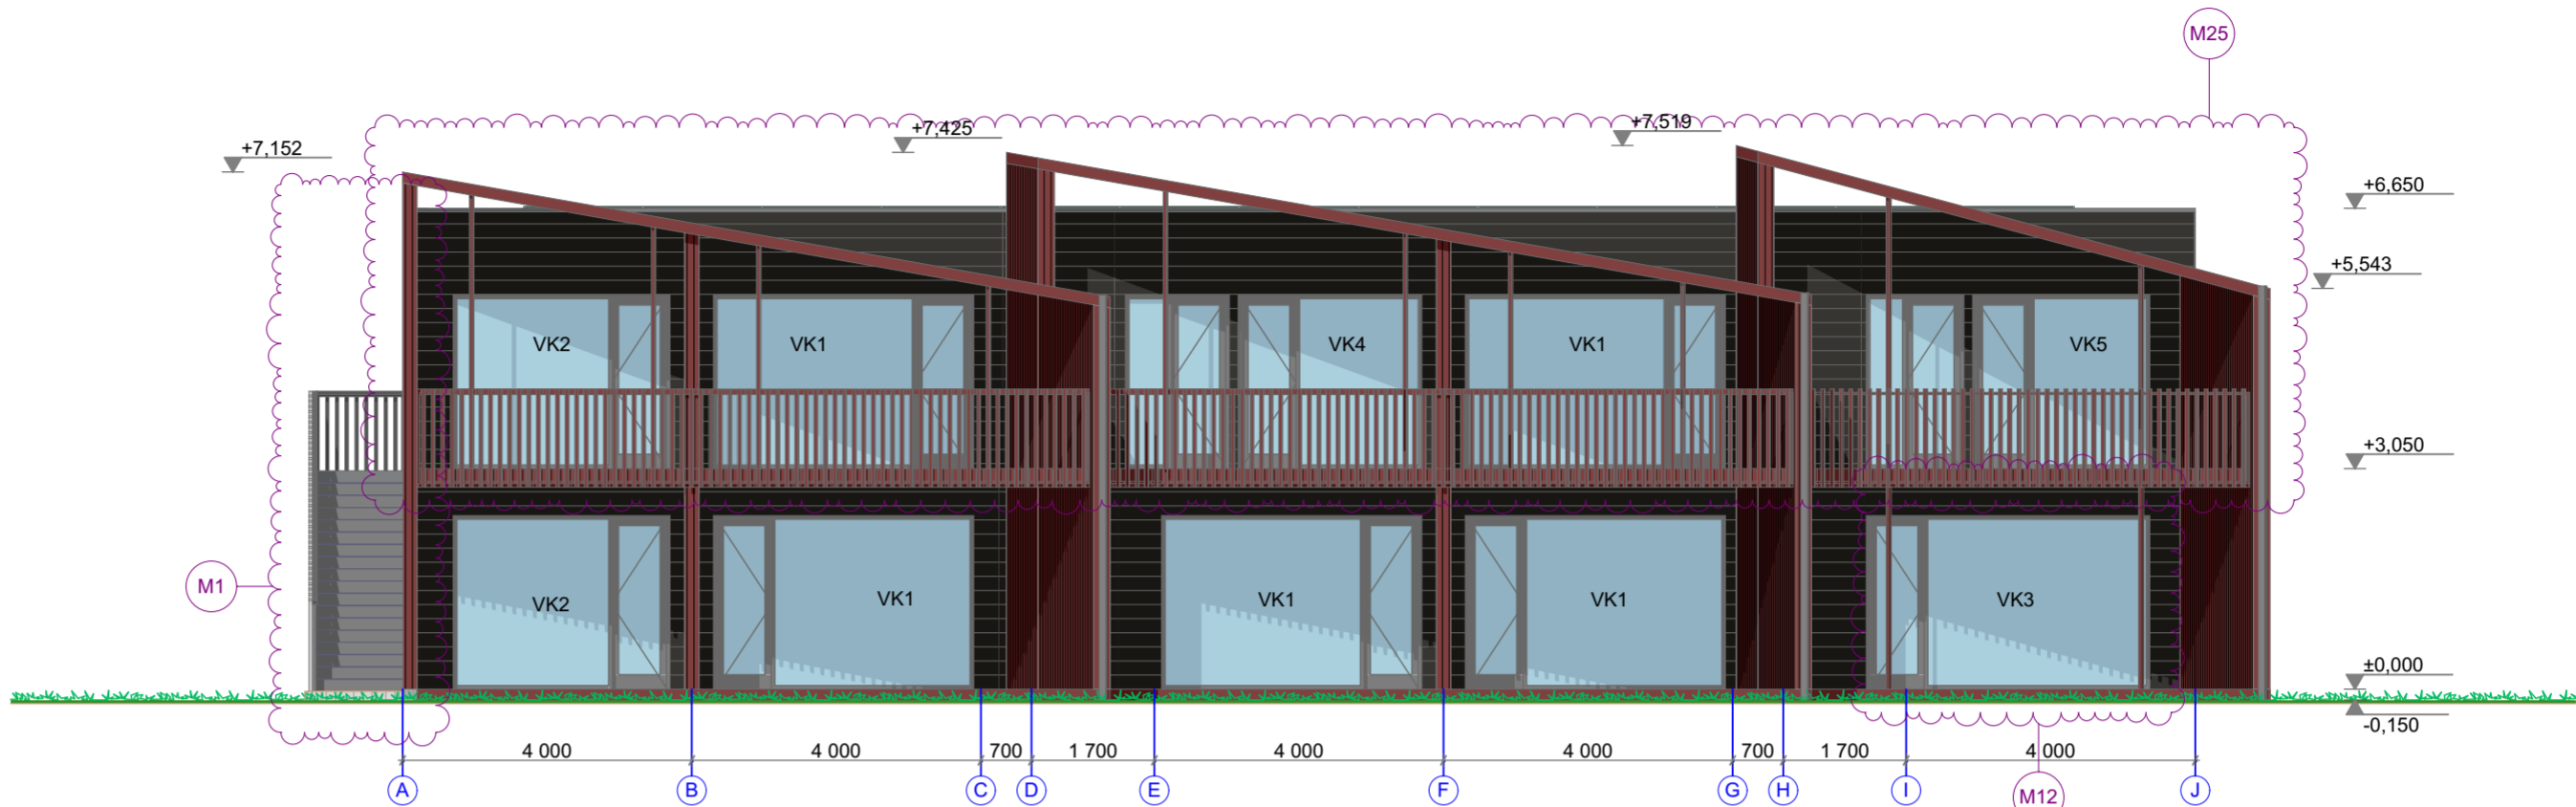 M25
+7,152
+7,425
+7,519
+6,650
+5,543
VK2
VK1
VK4
VK1
VK5
+3,050
M1
VK2
VK1
VK1
VK1
VK3
±0,000
-0,150
4 000
4 000
700
1 700
4 000
4 000
700
1 700
4 000
A
B
C
D
E
F
G
H
I
J
M12